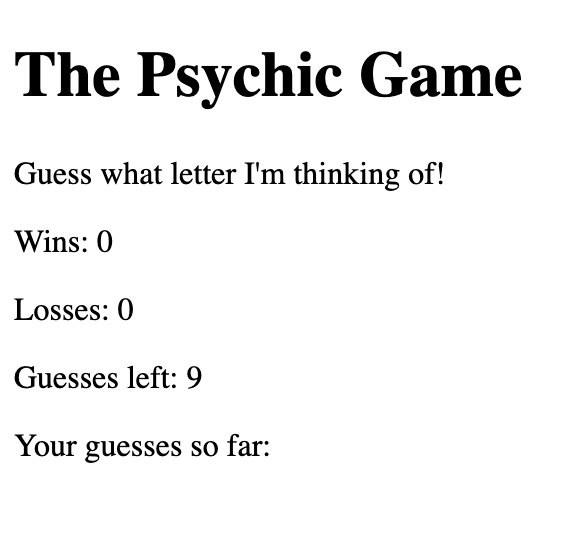 The Psychic Game
Guess what letter I'm thinking of!
Wins: 0
Losses: 0
Guesses left: 9
Your guesses so far: